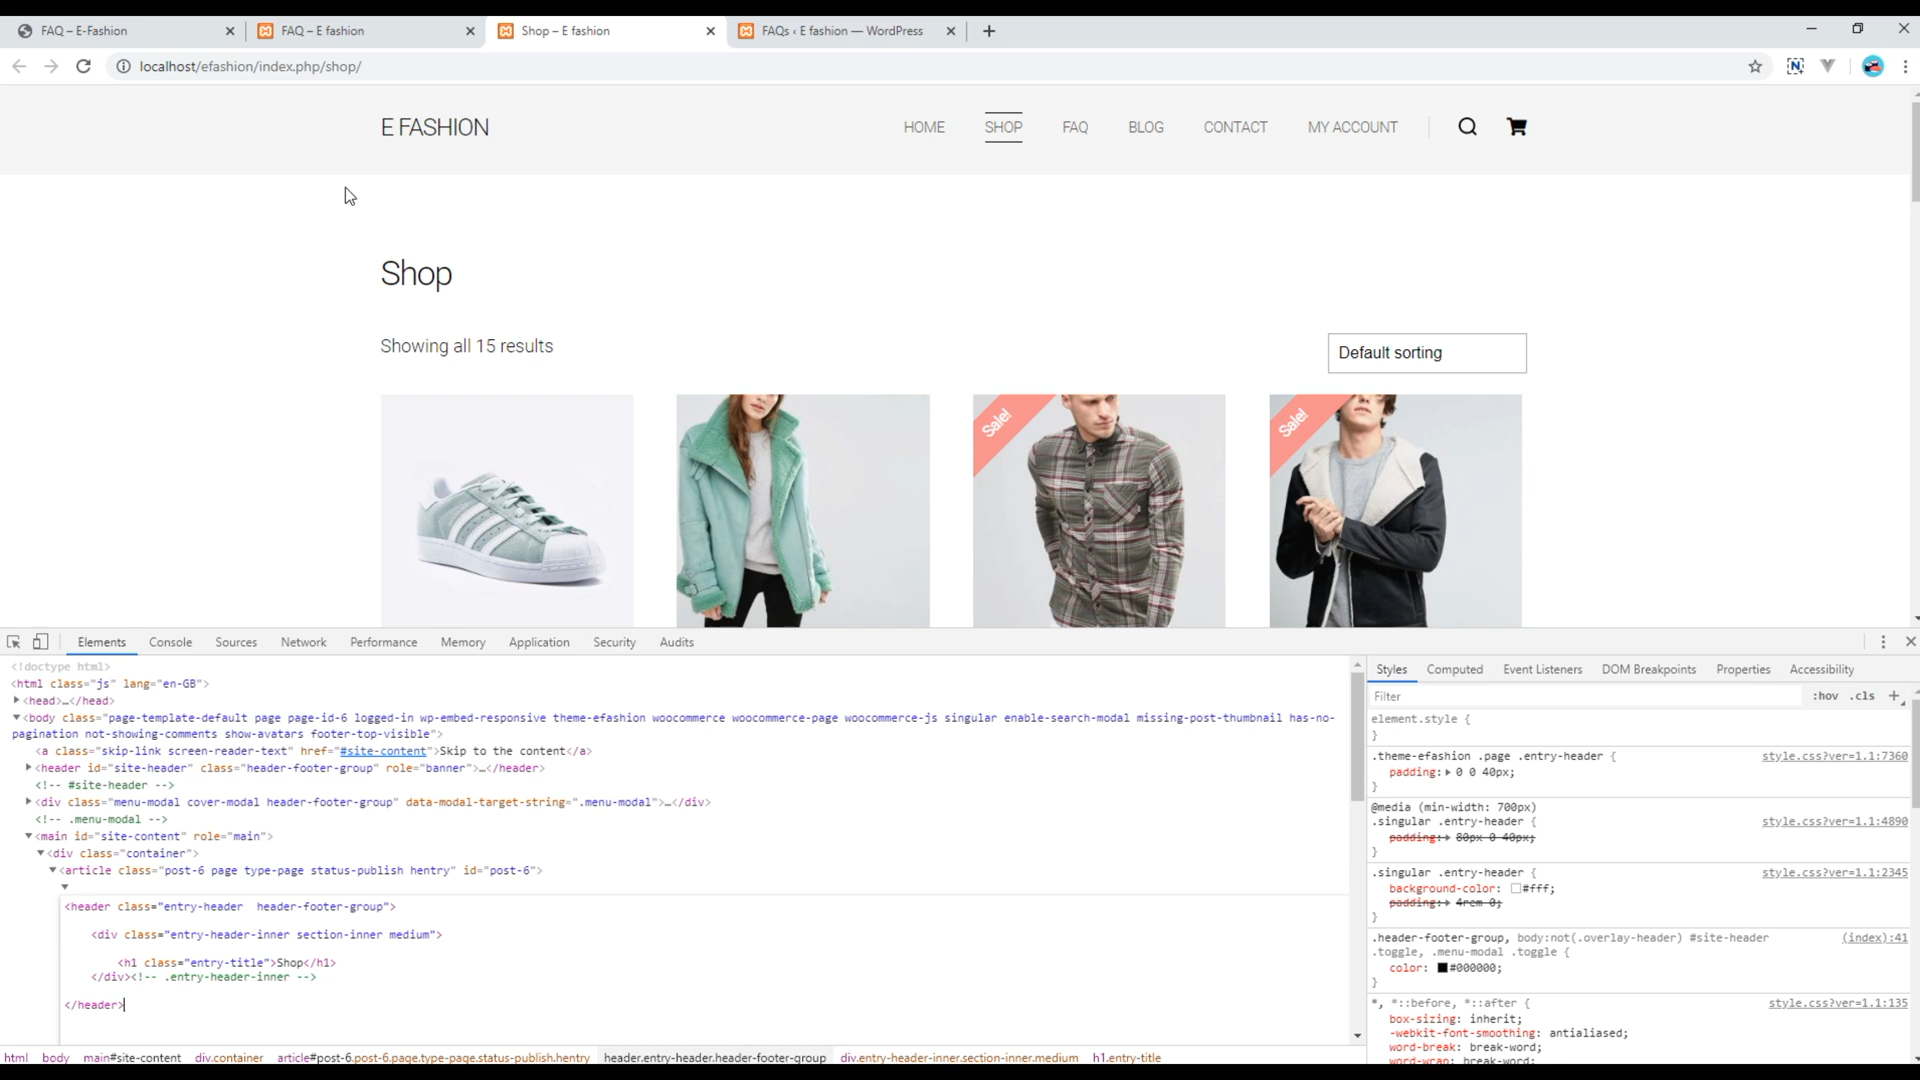 FAQ – E-Fashion
FAQ – E fashion
Shop – E fashion
FAQs ‹ E fashion — WordPress
localhost/efashion/index.php/shop/
E FASHION
HOME
SHOP
FAQ
BLOG
CONTACT
MY ACCOUNT
Shop
Showing all 15 results
Default sorting
Sale!
Sale!
Elements
Console
Sources
Network
Performance
Memory
Application
Security
Audits
<!doctype html>
<html class="js" lang="en-GB">
<head>…</head>
<body class="page-template-default page page-id-6 logged-in wp-embed-responsive theme-efashion woocommerce woocommerce-page woocommerce-js singular enable-search-modal missing-post-thumbnail has-no-
pagination not-showing-comments show-avatars footer-top-visible">
<a class="skip-link screen-reader-text" href="#site-content">Skip to the content</a>
<header id="site-header" class="header-footer-group" role="banner">…</header>
<!-- #site-header -->
<div class="menu-modal cover-modal header-footer-group" data-modal-target-string=".menu-modal">…</div>
<!-- .menu-modal -->
<main id="site-content" role="main">
<div class="container">
<article class="post-6 page type-page status-publish hentry" id="post-6">
<header class="entry-header  header-footer-group">
<div class="entry-header-inner section-inner medium">
<h1 class="entry-title">Shop</h1>
</div><!-- .entry-header-inner -->
</header>
html body main#site-content div.container article#post-6.post-6.page.type-page.status-publish.hentry header.entry-header.header-footer-group div.entry-header-inner.section-inner.medium h1.entry-title
Styles
Computed
Event Listeners
DOM Breakpoints
Properties
Accessibility
Filter
:hov .cls +
element.style {
}
.theme-efashion .page .entry-header { style.css?ver=1.1:7360
padding: 0 0 40px;
}
@media (min-width: 700px)
.singular .entry-header { style.css?ver=1.1:4890
padding: 80px 0 40px;
}
.singular .entry-header { style.css?ver=1.1:2345
background-color: #fff;
padding: 4rem 0;
}
.header-footer-group, body:not(.overlay-header) #site-header (index):41
.toggle, .menu-modal .toggle {
color: #000000;
}
*, *::before, *::after { style.css?ver=1.1:135
box-sizing: inherit;
-webkit-font-smoothing: antialiased;
word-break: break-word;
word-wrap: break-word;